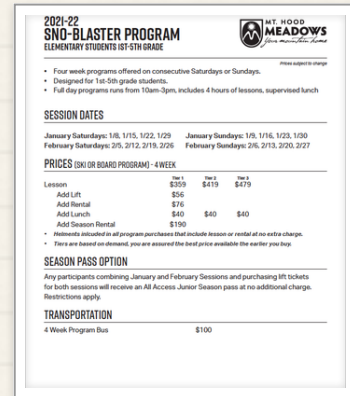 2021-22
SNO-BLASTER PROGRAM
ELEMENTARY STUDENTS 1ST-5TH GRADE
MT. HOOD
MEADOWS
Your mountain home
Prices subject to change
• Four week programs offered on consecutive Saturdays or Sundays.
• Designed for 1st-5th grade students.
• Full day programs runs from 10am-3pm, includes 4 hours of lessons, supervised lunch
SESSION DATES
January Saturdays: 1/8, 1/15, 1/22, 1/29 January Sundays: 1/9, 1/16, 1/23, 1/30
February Saturdays: 2/5, 2/12, 2/19, 2/26 February Sundays: 2/6, 2/13, 2/20, 2/27
PRICES (SKI OR BOARD PROGRAM) - 4 WEEK
Tier 1 Tier 2 Tier 3
Lesson $359 $419 $479
Add Lift $56
Add Rental $76
Add Lunch $40 $40 $40
Add Season Rental $190
• Helments inlcuded in all program purchases that include lesson or rental at no extra charge.
• Tiers are based on demand, you are assured the best price available the earlier you buy.
SEASON PASS OPTION
Any participants combining January and February Sessions and purchasing lift tickets
for both sessions will receive an All Access Junior Season pass at no additional charge.
Restrictions apply.
TRANSPORTATION
4 Week Program Bus $100